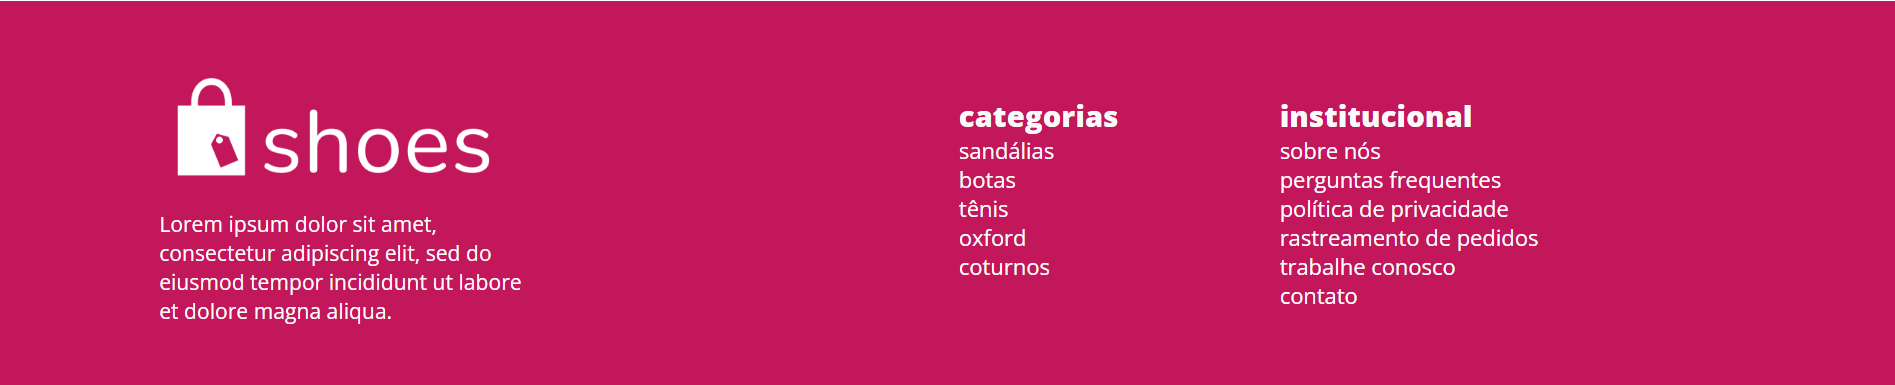 shoes
Lorem ipsum dolor sit amet,
consectetur adipiscing elit, sed do
eiusmod tempor incididunt ut labore
et dolore magna aliqua.
categorias
sandálias
botas
tênis
oxford
coturnos
institucional
sobre nós
perguntas frequentes
política de privacidade
rastreamento de pedidos
trabalhe conosco
contato